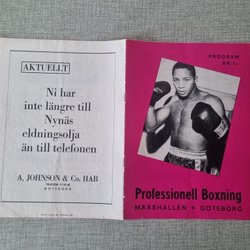 AKTUELLT
Ni har
inte längre till
Nynäs
eldningsolja
än till telefonen
A. JOHNSON & Co. HAB
GÖTEBORG
PROGRAM
Professionell Boxning
MÄSSHALLEN • GÖTEBORG